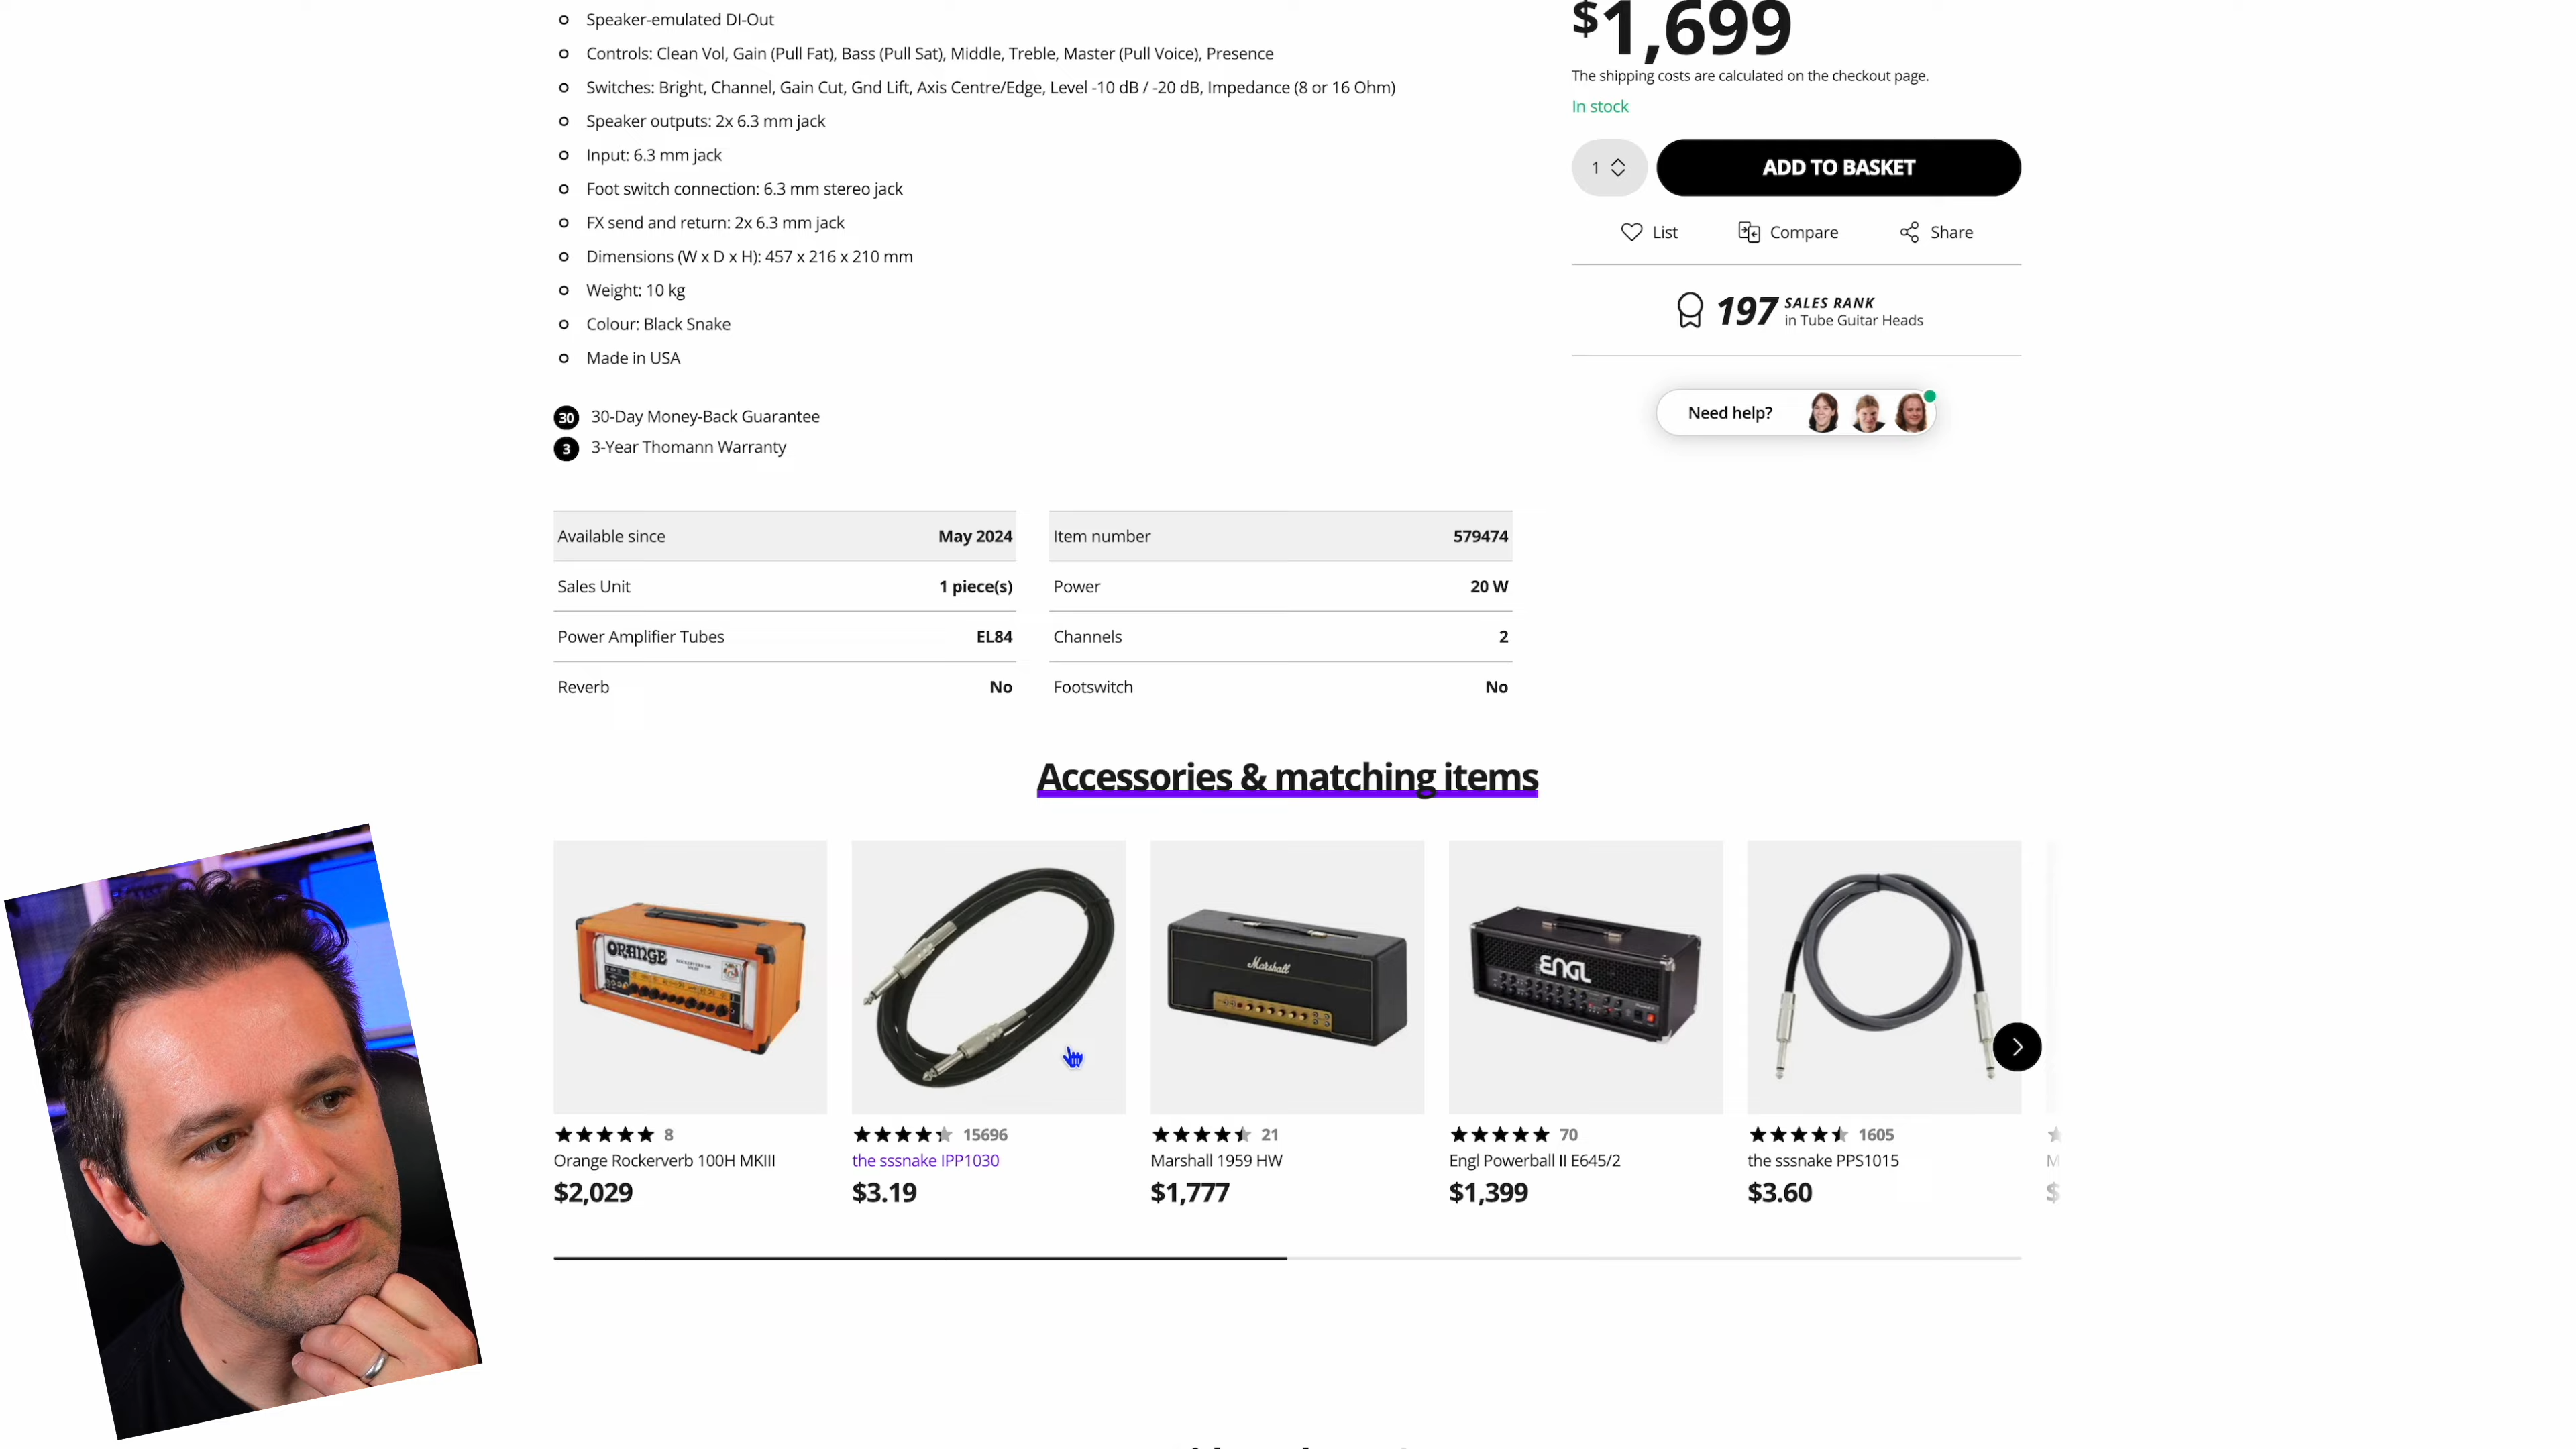 Speaker-emulated DI-Out
Controls: Clean Vol, Gain (Pull Fat), Bass (Pull Sat), Middle, Treble, Master (Pull Voice), Presence
Switches: Bright, Channel, Gain Cut, Gnd Lift, Axis Centre/Edge, Level -10 dB / -20 dB, Impedance (8 or 16 Ohm)
Speaker outputs: 2x 6.3 mm jack
Input: 6.3 mm jack
Foot switch connection: 6.3 mm stereo jack
FX send and return: 2x 6.3 mm jack
Dimensions (W x D x H): 457 x 216 x 210 mm
Weight: 10 kg
Colour: Black Snake
Made in USA
30 30-Day Money-Back Guarantee
3 3-Year Thomann Warranty
$1,699
The shipping costs are calculated on the checkout page.
In stock
1 ADD TO BASKET
List Compare Share
197 SALES RANK
in Tube Guitar Heads
Need help?
Available since May 2024
Sales Unit 1 piece(s)
Power Amplifier Tubes EL84
Reverb No
Item number 579474
Power 20 W
Channels 2
Footswitch No
Accessories & matching items
ORANGE
Marshall
ENGL
8
Orange Rockerverb 100H MKIII
$2,029
15696
the sssnake IPP1030
$3.19
21
Marshall 1959 HW
$1,777
70
Engl Powerball II E645/2
$1,399
1605
the sssnake PPS1015
$3.60
M
$